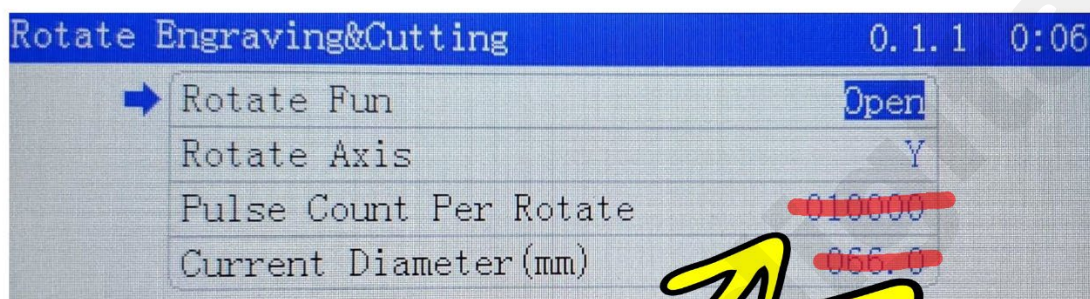 Rotate Engraving&Cutting 0.1.1 0:06
Rotate Fun Open
Rotate Axis Y
Pulse Count Per Rotate 010000
Current Diameter(mm) 066.0